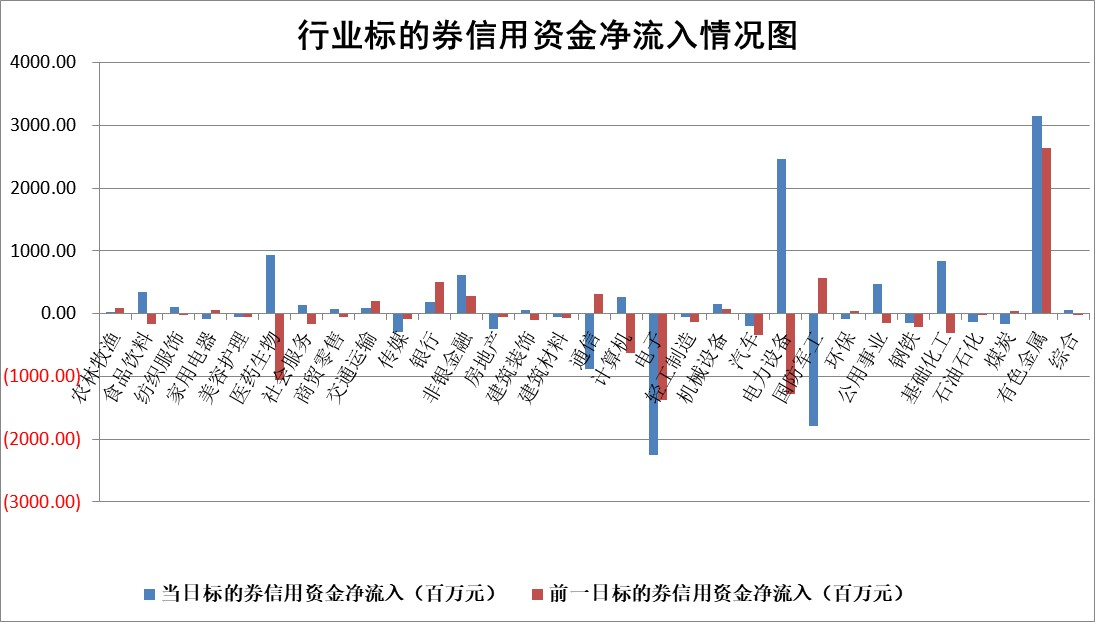 行业标的券信用资金净流入情况图
4000.00
3000.00
2000.00
1000.00
0.00
(1000.00)
(2000.00)
(3000.00)
农林牧渔
食品饮料
纺织服饰
家用电器
美容护理
医药生物
社会服务
商贸零售
交通运输
传媒
银行
非银金融
房地产
建筑装饰
建筑材料
通信
计算机
电子
轻工制造
机械设备
汽车
电力设备
国防军工
环保
公用事业
钢铁
基础化工
石油石化
煤炭
有色金属
综合
当日标的券信用资金净流入（百万元） 前一日标的券信用资金净流入（百万元）